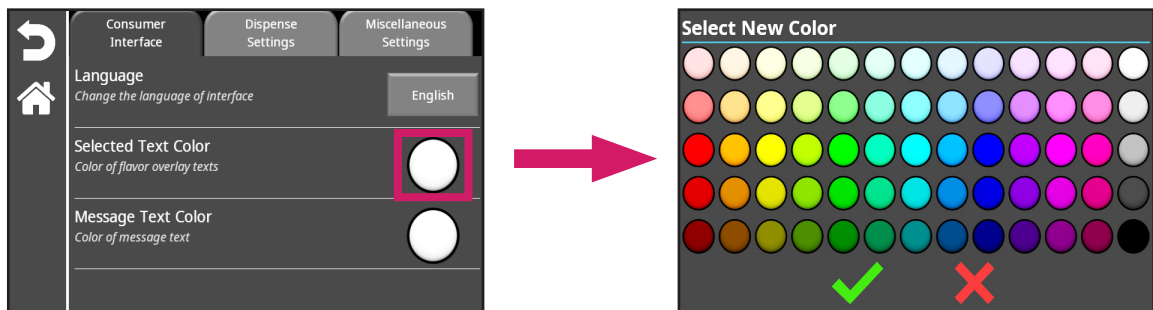 Consumer
Interface
Dispense
Settings
Miscellaneous
Settings
Language
Change the language of interface
English
Selected Text Color
Color of flavor overlay texts
Message Text Color
Color of message text
Select New Color